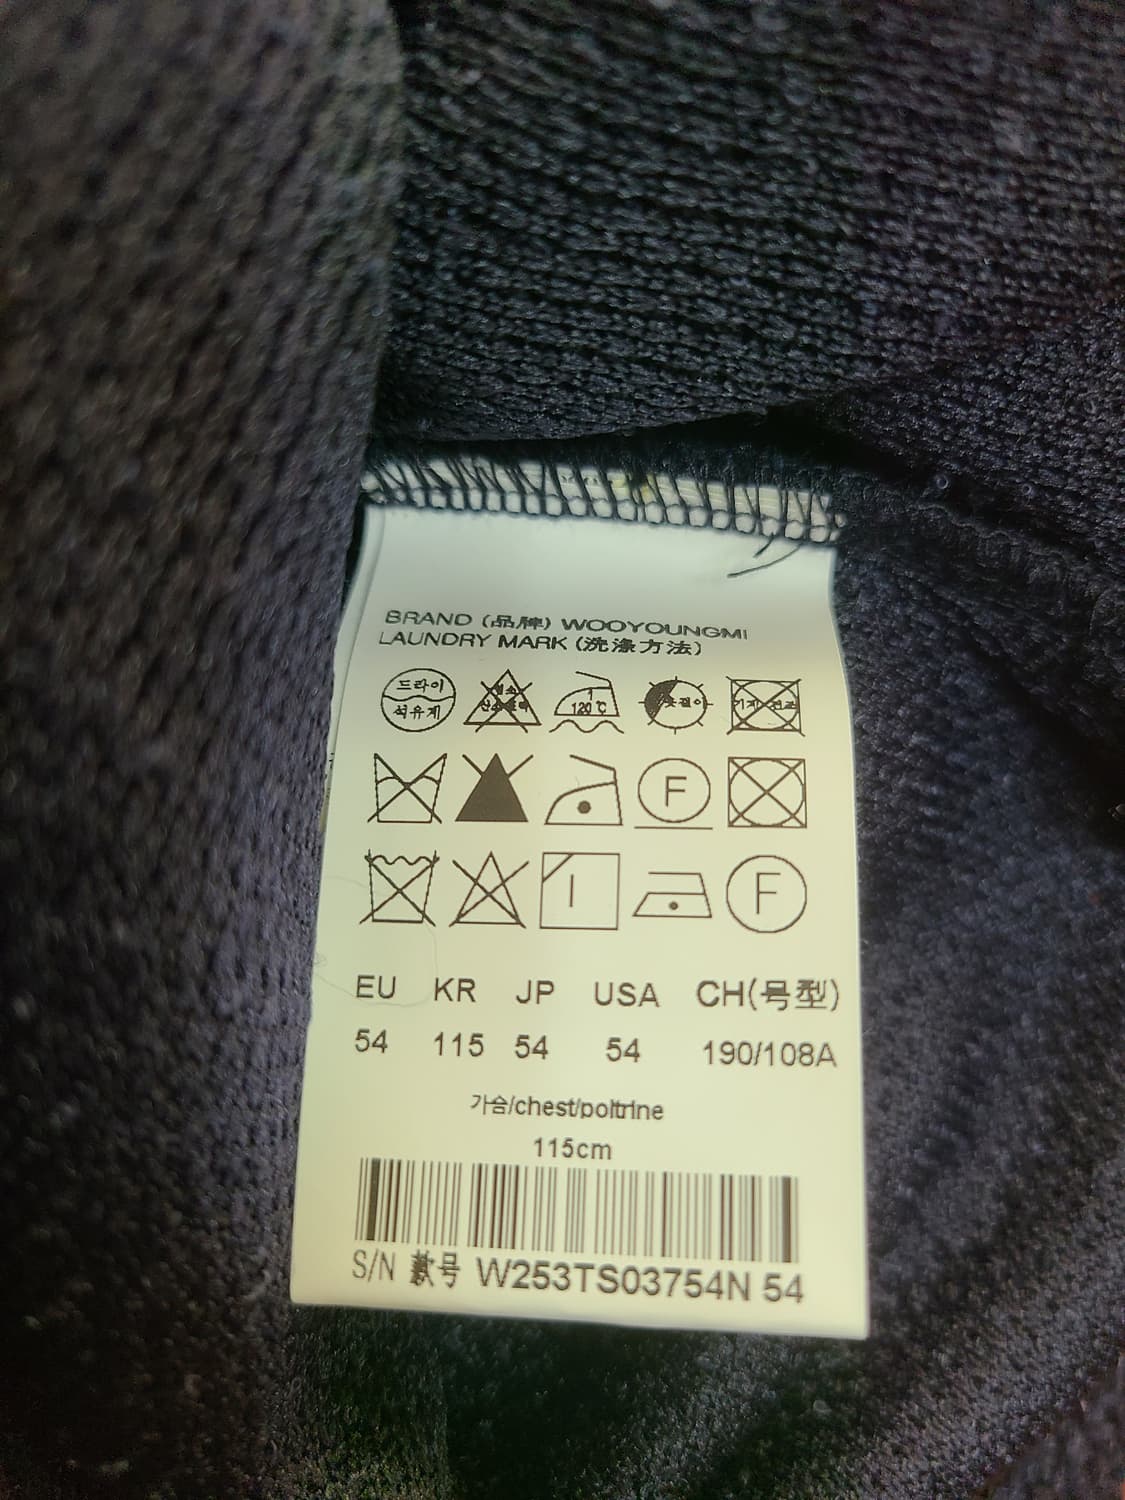 BRAND (品牌) WOOYOUNGMI
LAUNDRY MARK (洗涤方法)
드라이
석유계
120℃
F
F
EU KR JP USA CH(号型)
54 115 54 54 190/108A
가슴/chest/poitrine
115cm
S/N 款号 W253TS03754N 54